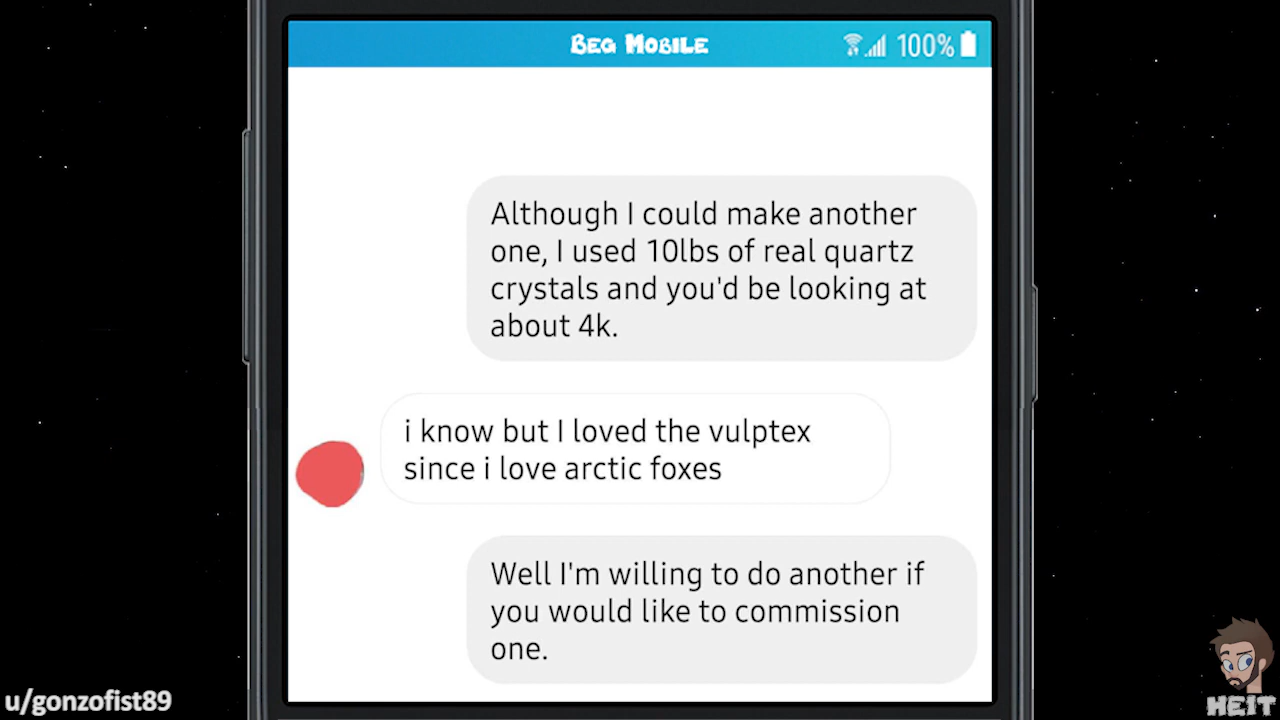 Beg Mobile
100%
Although I could make another
one, I used 10lbs of real quartz
crystals and you'd be looking at
about 4k.
i know but I loved the vulptex
since i love arctic foxes
Well I'm willing to do another if
you would like to commission
one.
u/gonzofist89
HEIT